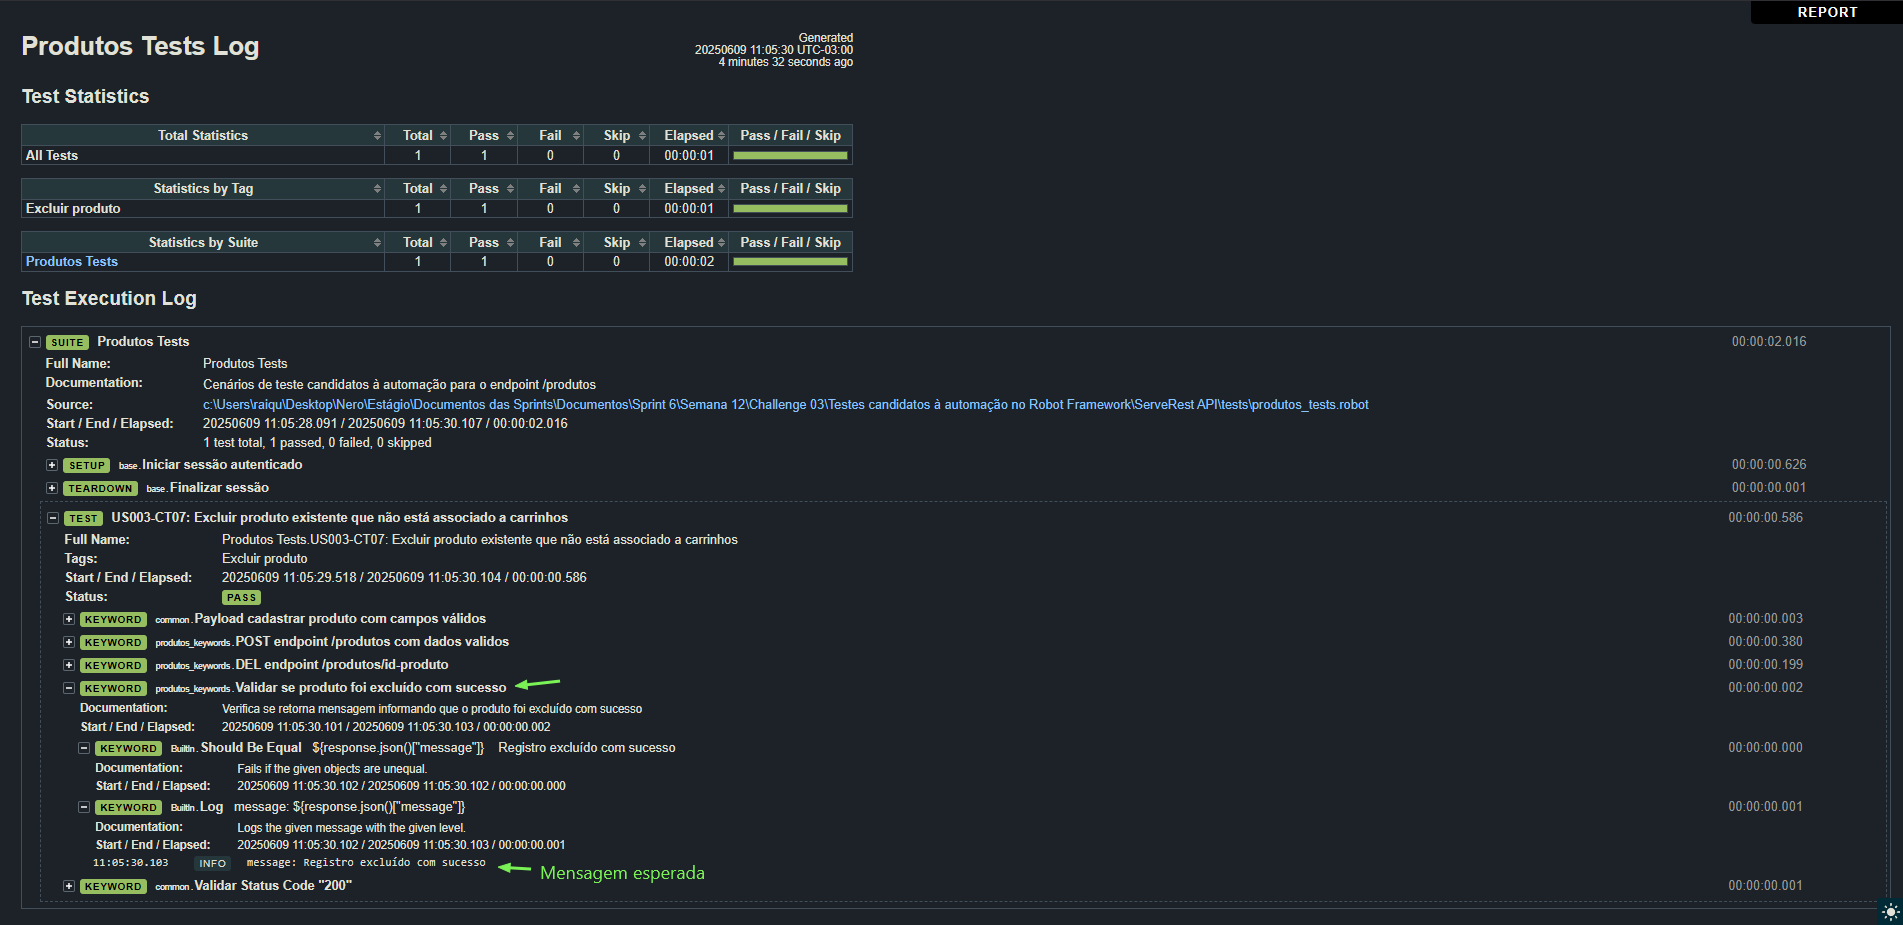 REPORT
Produtos Tests Log
Generated
20250609 11:05:30 UTC-03:00
4 minutes 32 seconds ago
Test Statistics
Total Statistics Total Pass Fail Skip Elapsed Pass / Fail / Skip
All Tests 1 1 0 0 00:00:01
Statistics by Tag Total Pass Fail Skip Elapsed Pass / Fail / Skip
Excluir produto 1 1 0 0 00:00:01
Statistics by Suite Total Pass Fail Skip Elapsed Pass / Fail / Skip
Produtos Tests 1 1 0 0 00:00:02
Test Execution Log
SUITE Produtos Tests 00:00:02.016
Full Name: Produtos Tests
Documentation: Cenários de teste candidatos à automação para o endpoint /produtos
Source: c:\Users\raiqu\Desktop\Nero\Estágio\Documentos das Sprints\Documentos\Sprint 6\Semana 12\Challenge 03\Testes candidatos à automação no Robot Framework\ServeRest API\tests\produtos_tests.robot
Start / End / Elapsed: 20250609 11:05:28.091 / 20250609 11:05:30.107 / 00:00:02.016
Status: 1 test total, 1 passed, 0 failed, 0 skipped
SETUP base.Iniciar sessão autenticado 00:00:00.626
TEARDOWN base.Finalizar sessão 00:00:00.001
TEST US003-CT07: Excluir produto existente que não está associado a carrinhos 00:00:00.586
Full Name: Produtos Tests.US003-CT07: Excluir produto existente que não está associado a carrinhos
Tags: Excluir produto
Start / End / Elapsed: 20250609 11:05:29.518 / 20250609 11:05:30.104 / 00:00:00.586
Status: PASS
KEYWORD common.Payload cadastrar produto com campos válidos 00:00:00.003
KEYWORD produtos_keywords.POST endpoint /produtos com dados validos 00:00:00.380
KEYWORD produtos_keywords.DEL endpoint /produtos/id-produto 00:00:00.199
KEYWORD produtos_keywords.Validar se produto foi excluído com sucesso 00:00:00.002
Documentation: Verifica se retorna mensagem informando que o produto foi excluído com sucesso
Start / End / Elapsed: 20250609 11:05:30.101 / 20250609 11:05:30.103 / 00:00:00.002
KEYWORD BuiltIn.Should Be Equal ${response.json()["message"]} Registro excluído com sucesso 00:00:00.000
Documentation: Fails if the given objects are unequal.
Start / End / Elapsed: 20250609 11:05:30.102 / 20250609 11:05:30.102 / 00:00:00.000
KEYWORD BuiltIn.Log message: ${response.json()["message"]} 00:00:00.001
Documentation: Logs the given message with the given level.
Start / End / Elapsed: 20250609 11:05:30.102 / 20250609 11:05:30.103 / 00:00:00.001
11:05:30.103 INFO message: Registro excluído com sucesso
Mensagem esperada
KEYWORD common.Validar Status Code "200" 00:00:00.001